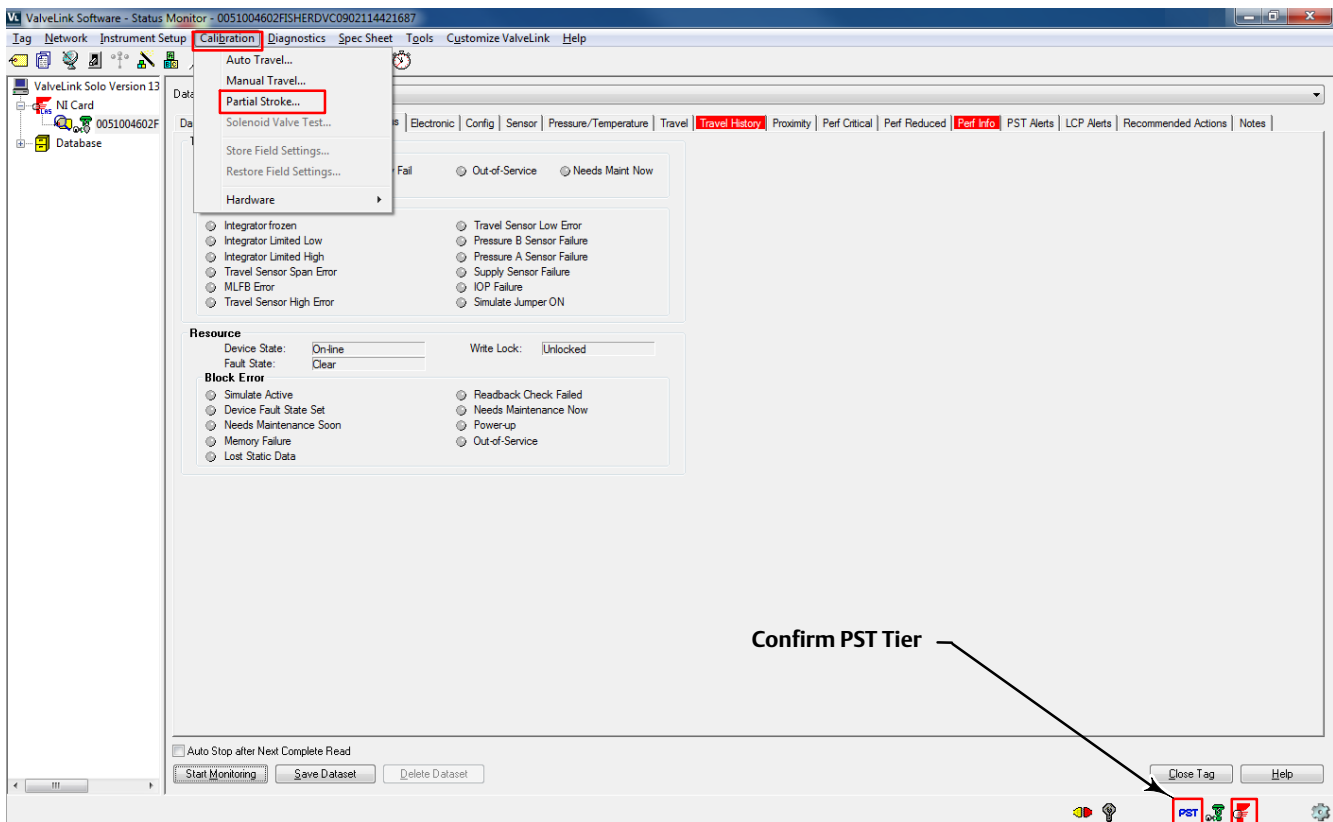 VL ValveLink Software - Status Monitor - 0051004602FISHERDVC0902114421687
Tag Network Instrument Setup Calibration Diagnostics Spec Sheet Tools Customize ValveLink Help
Auto Travel...
Manual Travel...
Partial Stroke...
Solenoid Valve Test...
Store Field Settings...
Restore Field Settings...
Hardware
ValveLink Solo Version 13
NI Card
0051004602F
Database
Electronic Config Sensor Pressure/Temperature Travel Travel History Proximity Perf Critical Perf Reduced Perf Info PST Alerts LCP Alerts Recommended Actions Notes
Fail Out-of-Service Needs Maint Now
Integrator frozen Travel Sensor Low Error
Integrator Limited Low Pressure B Sensor Failure
Integrator Limited High Pressure A Sensor Failure
Travel Sensor Span Error Supply Sensor Failure
MLFB Error IOP Failure
Travel Sensor High Error Simulate Jumper ON
Resource
Device State: On-line Write Lock: Unlocked
Fault State: Clear
Block Error
Simulate Active Readback Check Failed
Device Fault State Set Needs Maintenance Now
Needs Maintenance Soon Power-up
Memory Failure Out-of-Service
Lost Static Data
Confirm PST Tier
Auto Stop after Next Complete Read
Start Monitoring Save Dataset Delete Dataset Close Tag Help
PST